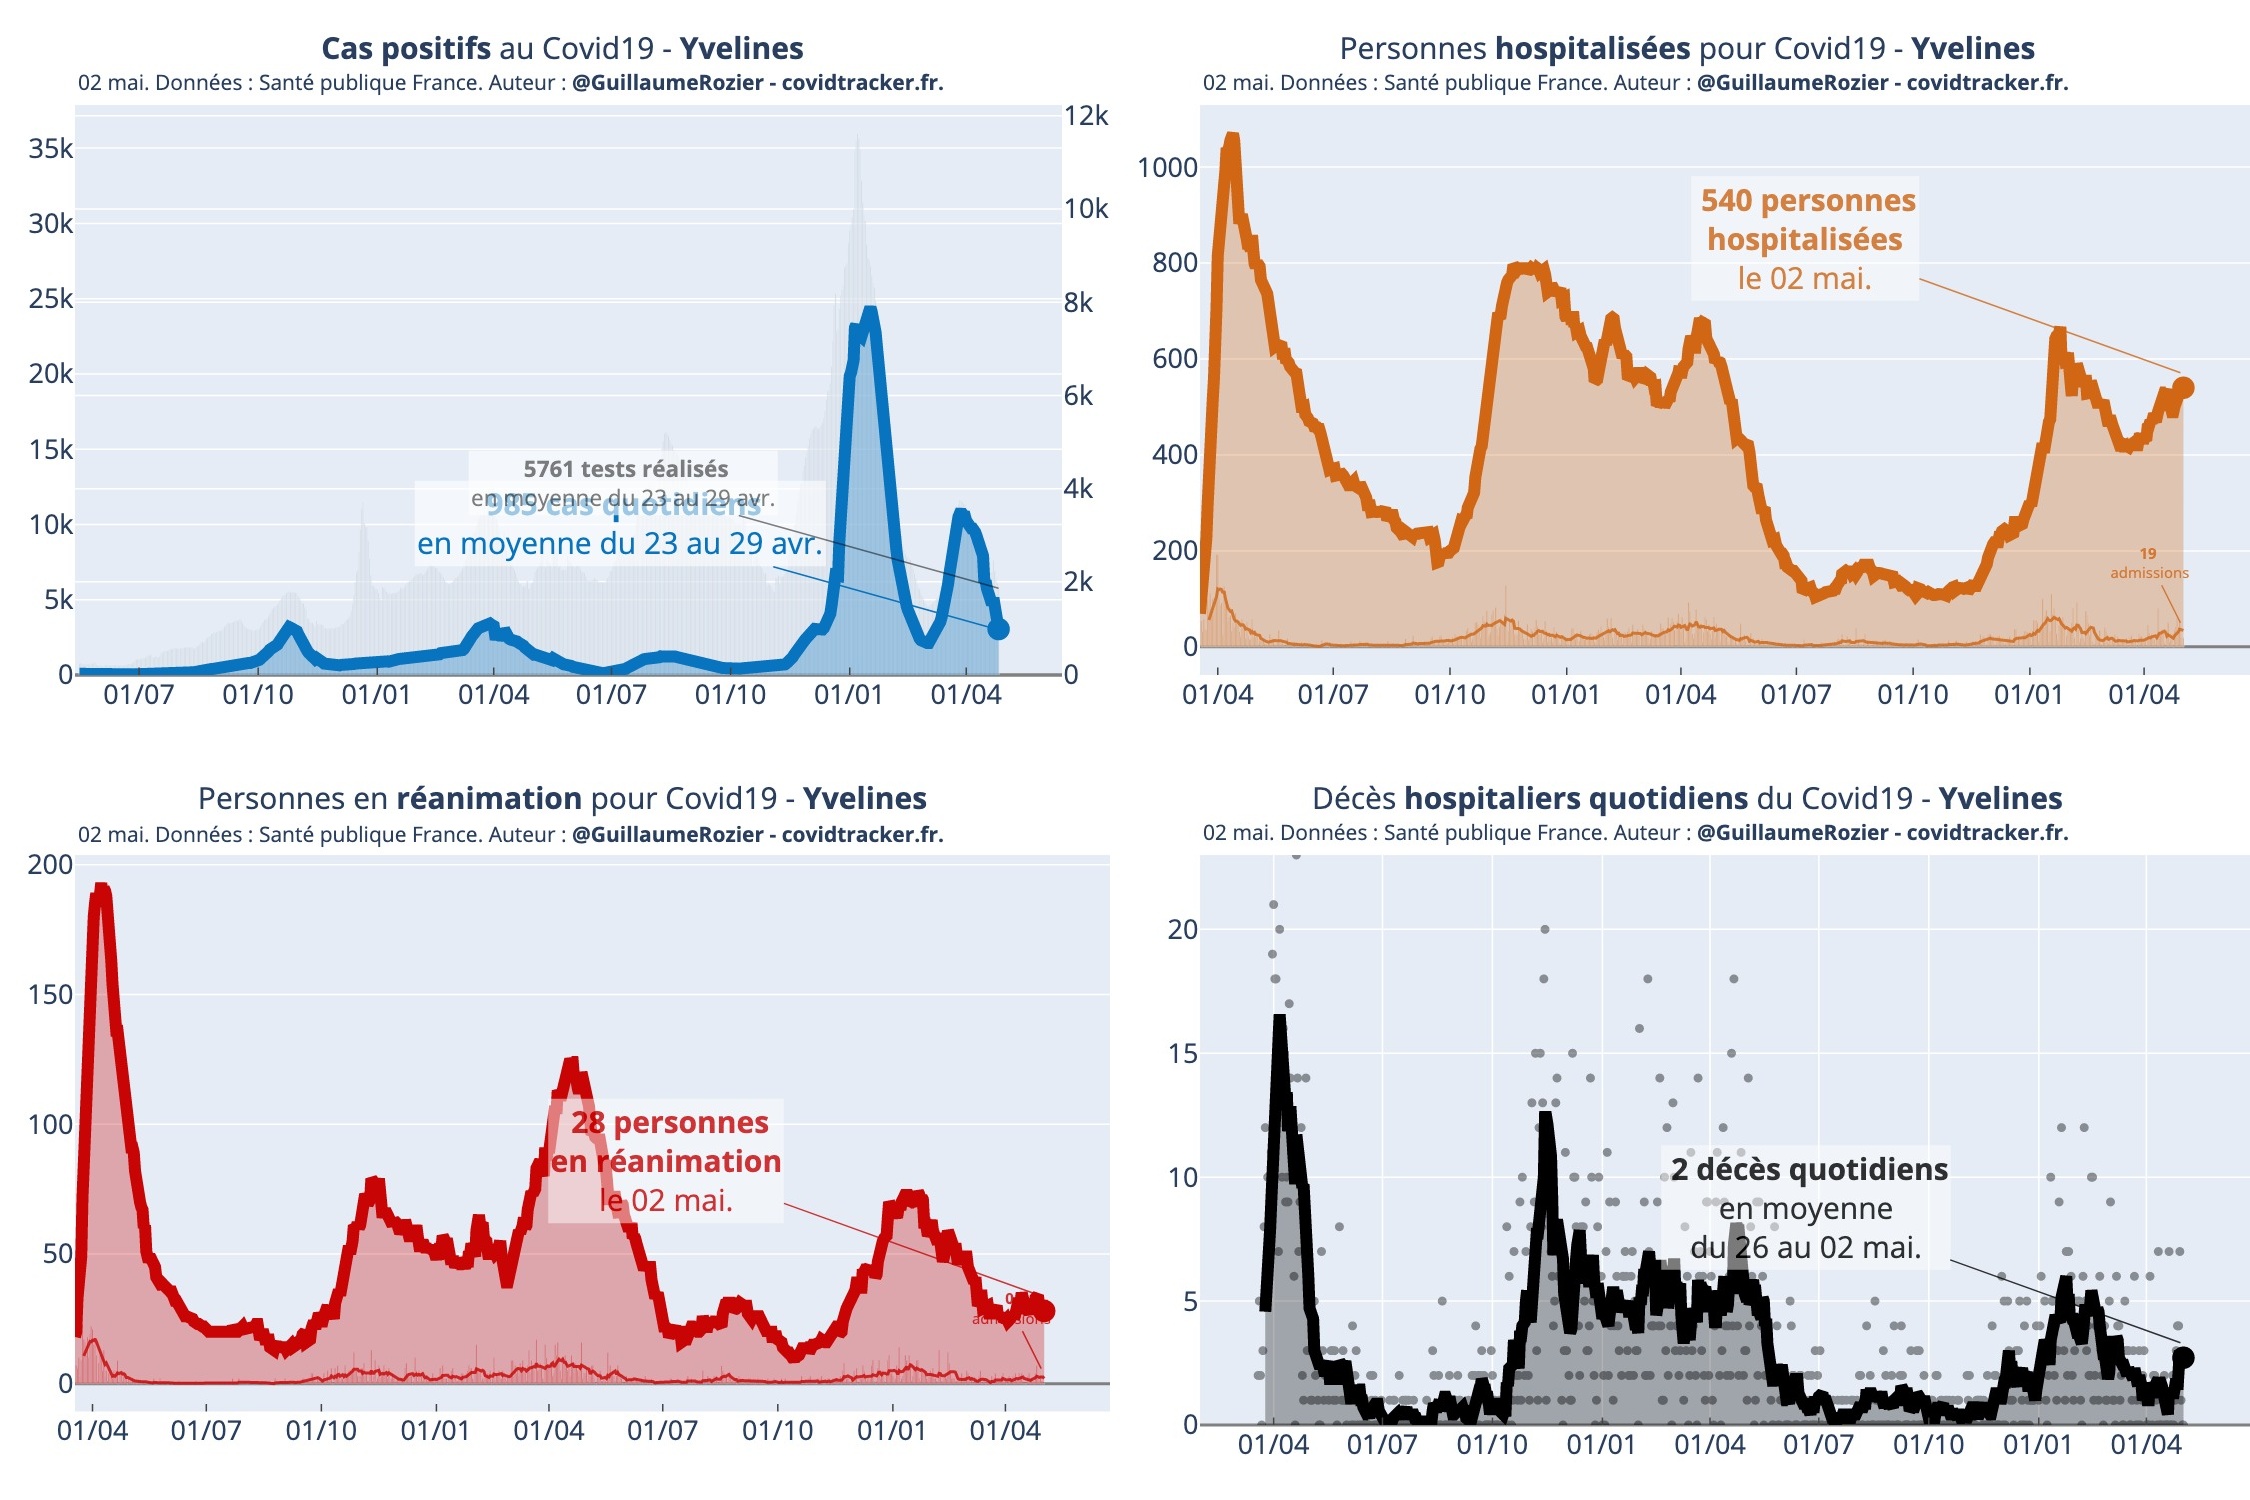 Cas positifs au Covid19 - Yvelines
02 mai. Données : Santé publique France. Auteur : @GuillaumeRozier - covidtracker.fr.
35k
30k
25k
20k
15k
10k
5k
0
12k
10k
8k
6k
4k
2k
0
5761 tests réalisés
en moyenne du 23 au 29 avr.
985 cas quotidiens
en moyenne du 23 au 29 avr.
01/07 01/10 01/01 01/04 01/07 01/10 01/01 01/04
Personnes hospitalisées pour Covid19 - Yvelines
02 mai. Données : Santé publique France. Auteur : @GuillaumeRozier - covidtracker.fr.
1000
800
600
400
200
0
540 personnes
hospitalisées
le 02 mai.
19
admissions
01/04 01/07 01/10 01/01 01/04 01/07 01/10 01/01 01/04
Personnes en réanimation pour Covid19 - Yvelines
02 mai. Données : Santé publique France. Auteur : @GuillaumeRozier - covidtracker.fr.
200
150
100
50
0
28 personnes
en réanimation
le 02 mai.
0
admissions
01/04 01/07 01/10 01/01 01/04 01/07 01/10 01/01 01/04
Décès hospitaliers quotidiens du Covid19 - Yvelines
02 mai. Données : Santé publique France. Auteur : @GuillaumeRozier - covidtracker.fr.
20
15
10
5
0
2 décès quotidiens
en moyenne
du 26 au 02 mai.
01/04 01/07 01/10 01/01 01/04 01/07 01/10 01/01 01/04